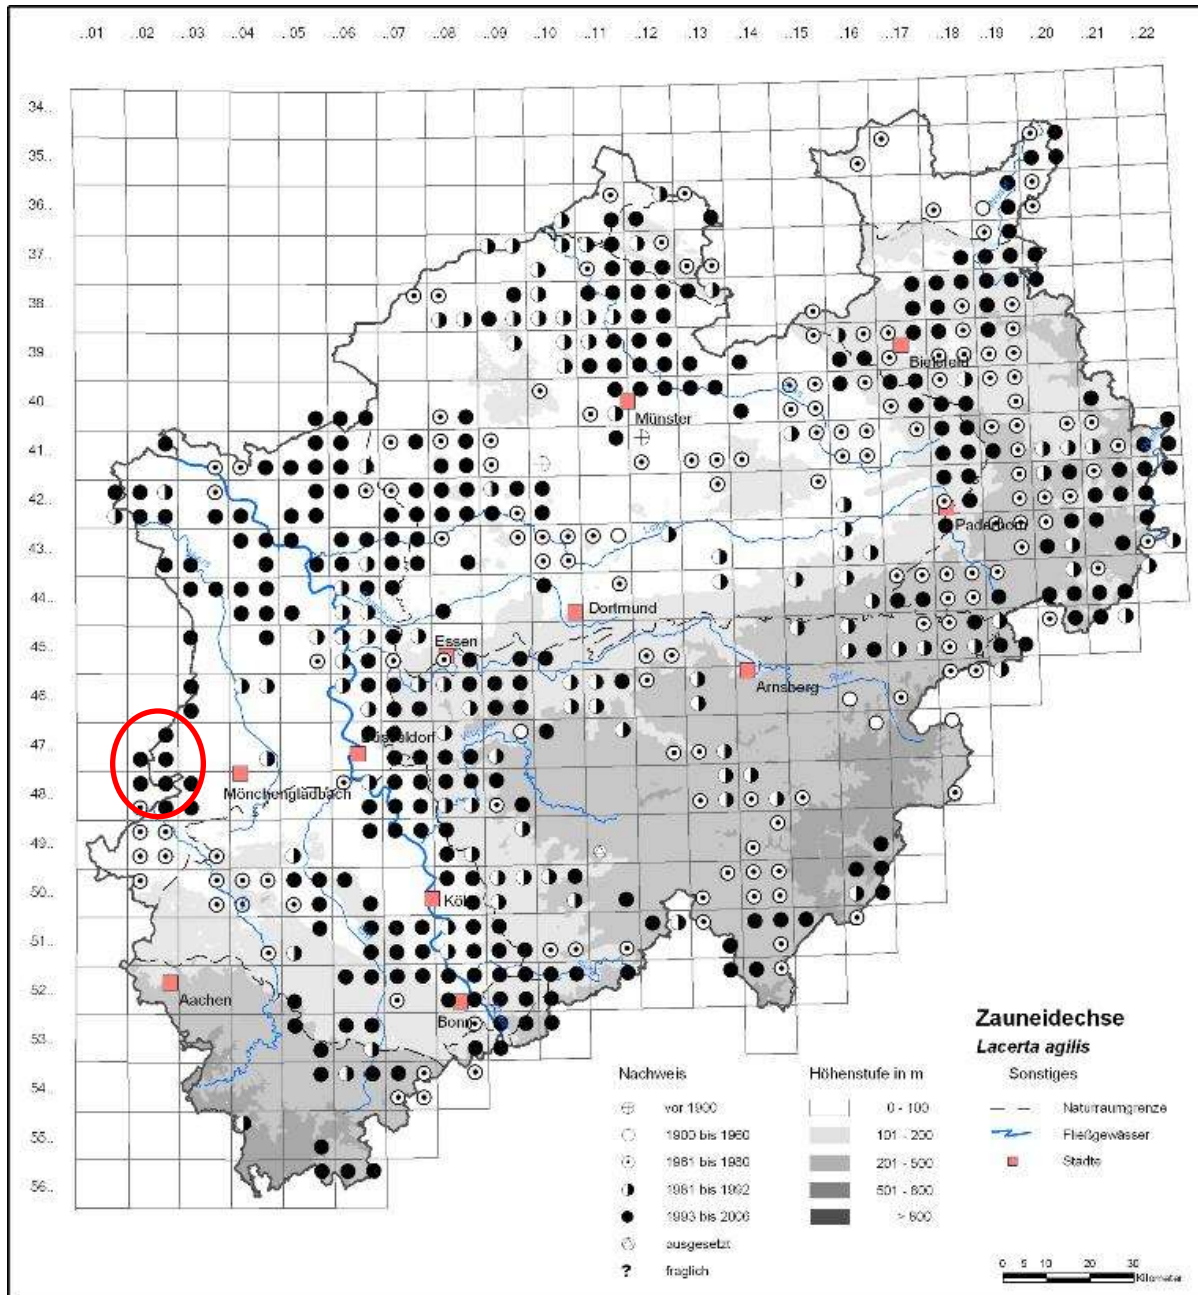 ..01 ..02 ..03 ...04 ...05 ...06 ...07 ...08 ...09 ...10 ...11 ...12 ...13 ...14 ...15 ...16 ...17 ...18 ...19 ...20 ...21 ...22
34..
35..
36..
37..
38..
39..
Bielefeld
40..
Münster
41..
42..
Paderborn
43..
44..
Dortmund
45..
Essen
Arnsberg
46..
47..
Düsseldorf
Mönchengladbach
48..
49..
50..
Köln
51..
52..
Aachen
Bonn
53..
54..
55..
56..
Zauneidechse
Lacerta agilis
Nachweis
Höhenstufe in m
Sonstiges
vor 1900
0 - 100
Naturraumgrenze
1900 bis 1960
101 - 200
Fließgewässer
1961 bis 1980
201 - 500
Städte
1981 bis 1992
501 - 800
1993 bis 2006
> 800
ausgesetzt
? fraglich
0 5 10 20 30
Kilometer